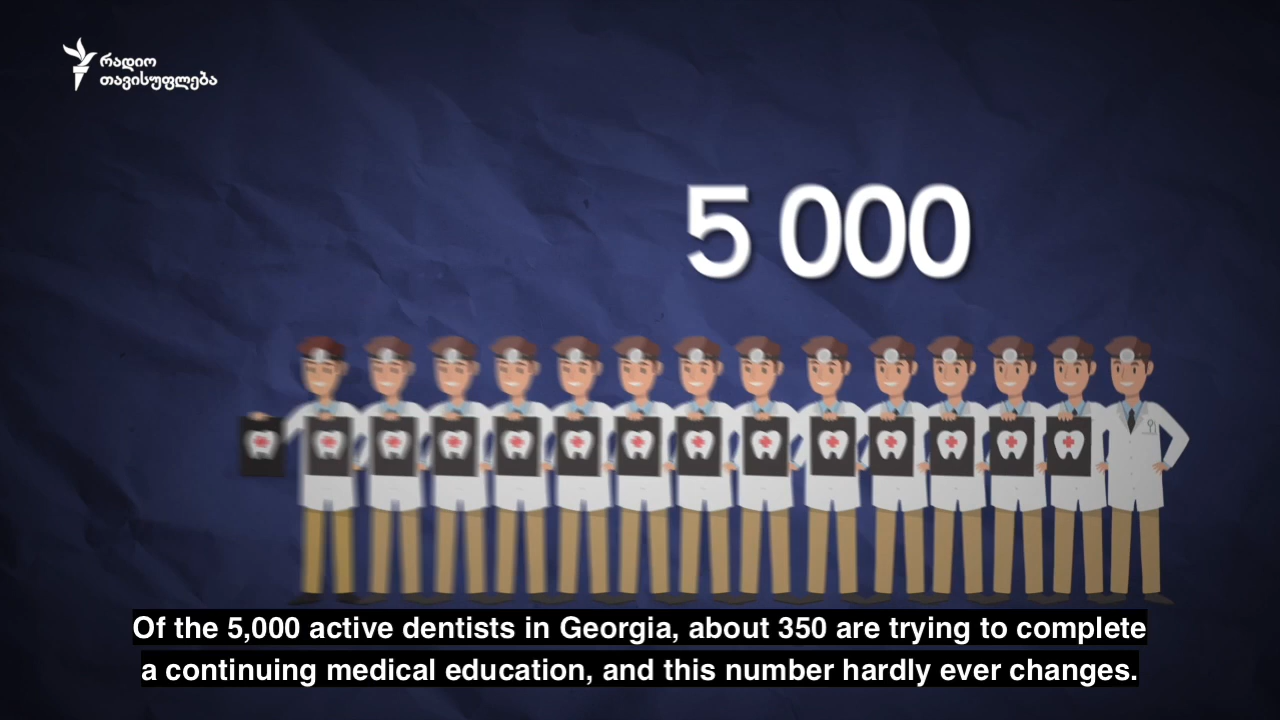 რადიო
თავისუფლება
5 000
Of the 5,000 active dentists in Georgia, about 350 are trying to complete
a continuing medical education, and this number hardly ever changes.